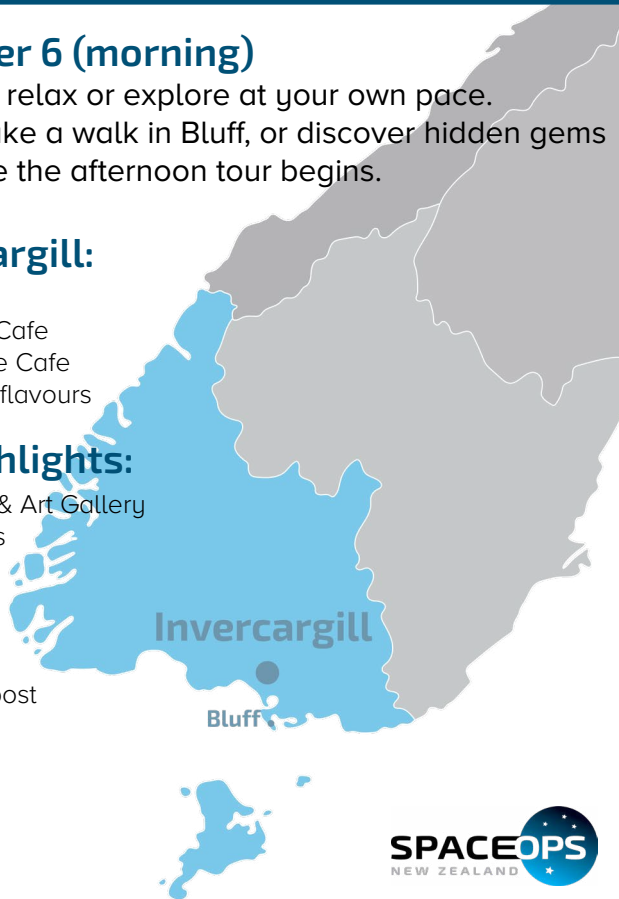 er 6 (morning)
relax or explore at your own pace.
ke a walk in Bluff, or discover hidden gems
e the afternoon tour begins.
argill:
Cafe
e Cafe
flavours
hlights:
& Art Gallery
s
Invercargill
ost
Bluff
SPACEOPS
NEW ZEALAND